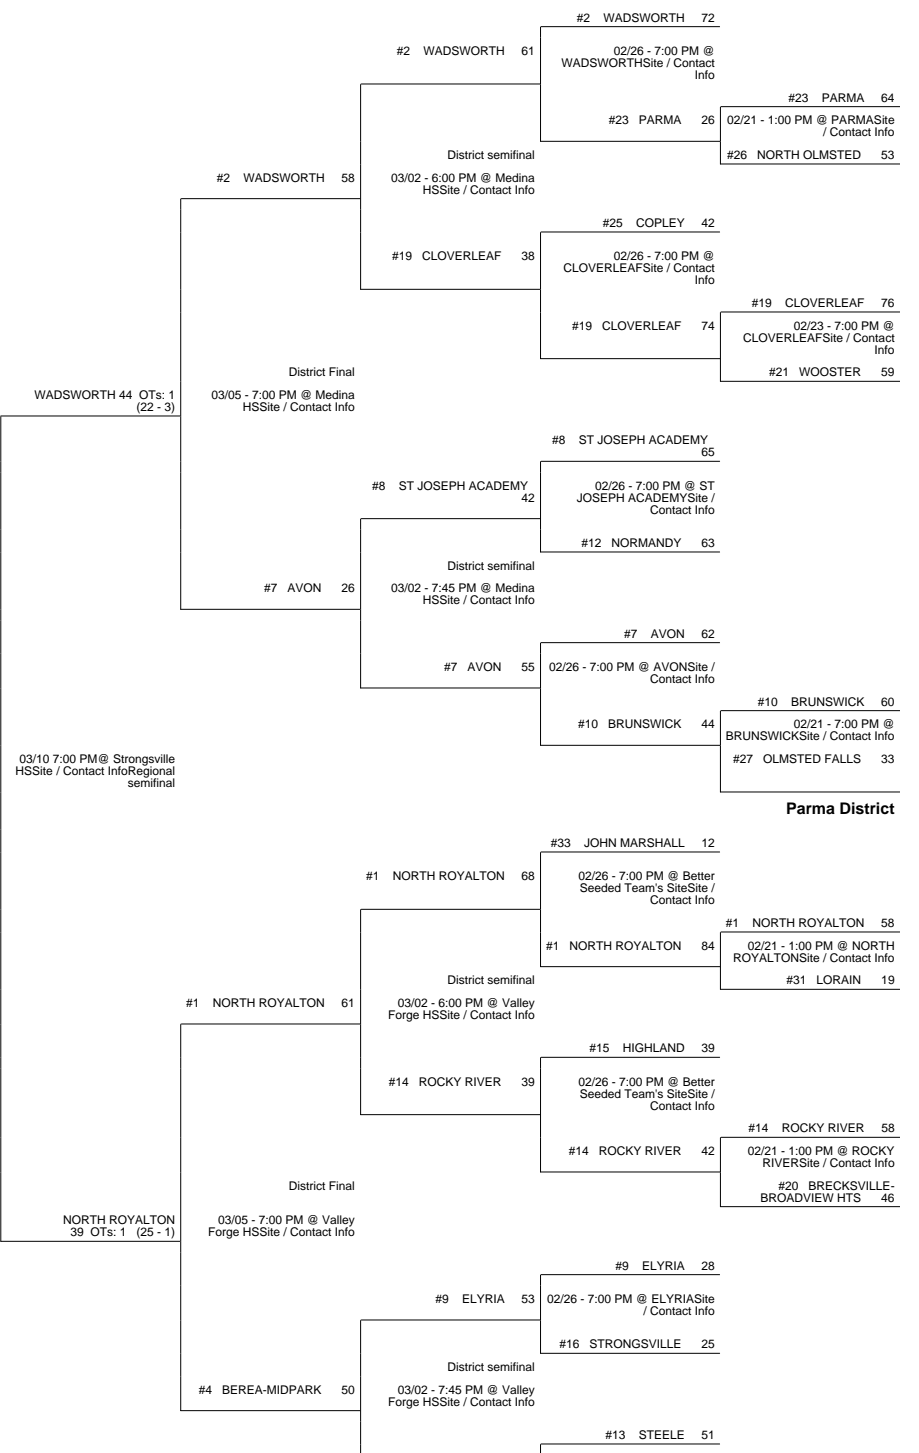 #2 WADSWORTH 72
#2 WADSWORTH 61
02/26 - 7:00 PM @
WADSWORTHSite / Contact
Info
#23 PARMA 64
#23 PARMA 26
02/21 - 1:00 PM @ PARMASite
/ Contact Info
District semifinal
#26 NORTH OLMSTED 53
#2 WADSWORTH 58
03/02 - 6:00 PM @ Medina
HSSite / Contact Info
#25 COPLEY 42
#19 CLOVERLEAF 38
02/26 - 7:00 PM @
CLOVERLEAFSite / Contact
Info
#19 CLOVERLEAF 76
#19 CLOVERLEAF 74
02/23 - 7:00 PM @
CLOVERLEAFSite / Contact
Info
District Final
#21 WOOSTER 59
WADSWORTH 44 OTs: 1
(22 - 3)
03/05 - 7:00 PM @ Medina
HSSite / Contact Info
#8 ST JOSEPH ACADEMY
65
#8 ST JOSEPH ACADEMY
42
02/26 - 7:00 PM @ ST
JOSEPH ACADEMYSite /
Contact Info
#12 NORMANDY 63
District semifinal
#7 AVON 26
03/02 - 7:45 PM @ Medina
HSSite / Contact Info
#7 AVON 62
#7 AVON 55
02/26 - 7:00 PM @ AVONSite /
Contact Info
#10 BRUNSWICK 60
#10 BRUNSWICK 44
02/21 - 7:00 PM @
BRUNSWICKSite / Contact Info
03/10 7:00 PM@ Strongsville
HSSite / Contact InfoRegional
semifinal
#27 OLMSTED FALLS 33
Parma District
#33 JOHN MARSHALL 12
#1 NORTH ROYALTON 68
02/26 - 7:00 PM @ Better
Seeded Team's SiteSite /
Contact Info
#1 NORTH ROYALTON 58
#1 NORTH ROYALTON 84
02/21 - 1:00 PM @ NORTH
ROYALTONSite / Contact Info
District semifinal
#31 LORAIN 19
#1 NORTH ROYALTON 61
03/02 - 6:00 PM @ Valley
Forge HSSite / Contact Info
#15 HIGHLAND 39
#14 ROCKY RIVER 39
02/26 - 7:00 PM @ Better
Seeded Team's SiteSite /
Contact Info
#14 ROCKY RIVER 58
#14 ROCKY RIVER 42
02/21 - 1:00 PM @ ROCKY
RIVERSite / Contact Info
District Final
#20 BRECKSVILLE-
BROADVIEW HTS 46
NORTH ROYALTON
39 OTs: 1 (25 - 1)
03/05 - 7:00 PM @ Valley
Forge HSSite / Contact Info
#9 ELYRIA 28
#9 ELYRIA 53
02/26 - 7:00 PM @ ELYRIASite
/ Contact Info
#16 STRONGSVILLE 25
District semifinal
#4 BEREA-MIDPARK 50
03/02 - 7:45 PM @ Valley
Forge HSSite / Contact Info
#13 STEELE 51